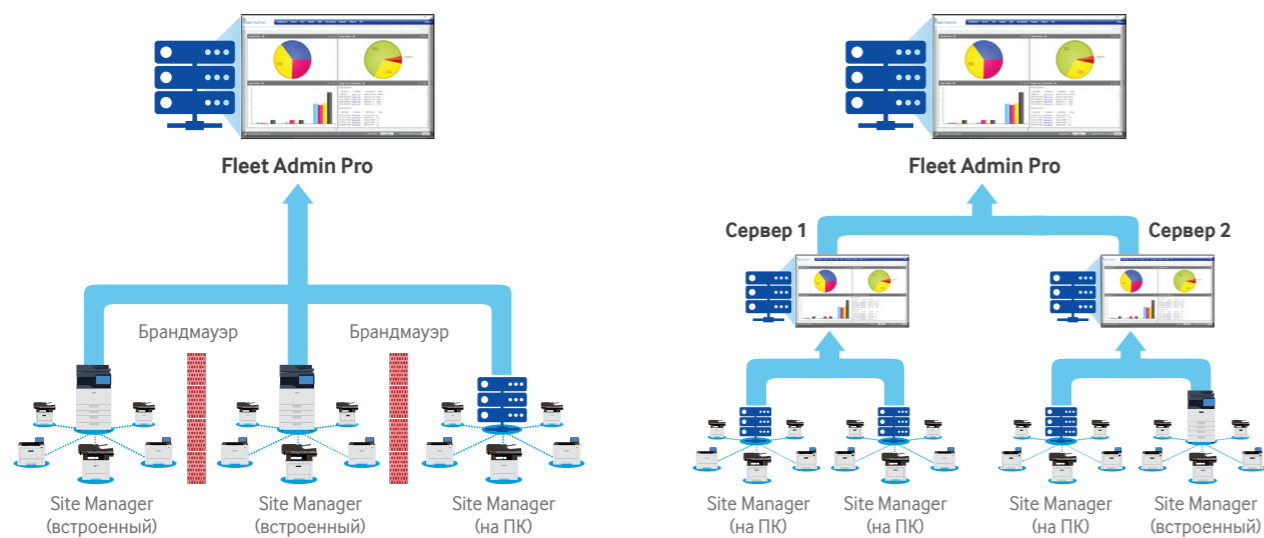 Fleet Admin Pro
Брандмауэр
Брандмауэр
Site Manager
(встроенный)
Site Manager
(встроенный)
Site Manager
(на ПК)
Fleet Admin Pro
Сервер 1
Сервер 2
Site Manager
(на ПК)
Site Manager
(на ПК)
Site Manager
(на ПК)
Site Manager
(встроенный)